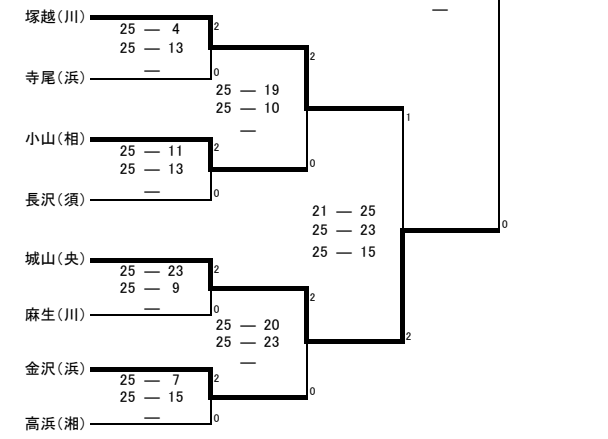 —
塚越（川）
25 — 4
25 — 13
—
2
0
寺尾（浜）
25 — 19
25 — 10
—
2
0
小山（相）
25 — 11
25 — 13
—
2
0
長沢（須）
1
21 — 25
25 — 23
25 — 15
0
2
城山（央）
25 — 23
25 — 9
—
2
0
麻生（川）
25 — 20
25 — 23
—
2
0
金沢（浜）
25 — 7
25 — 15
—
2
0
高浜（湘）